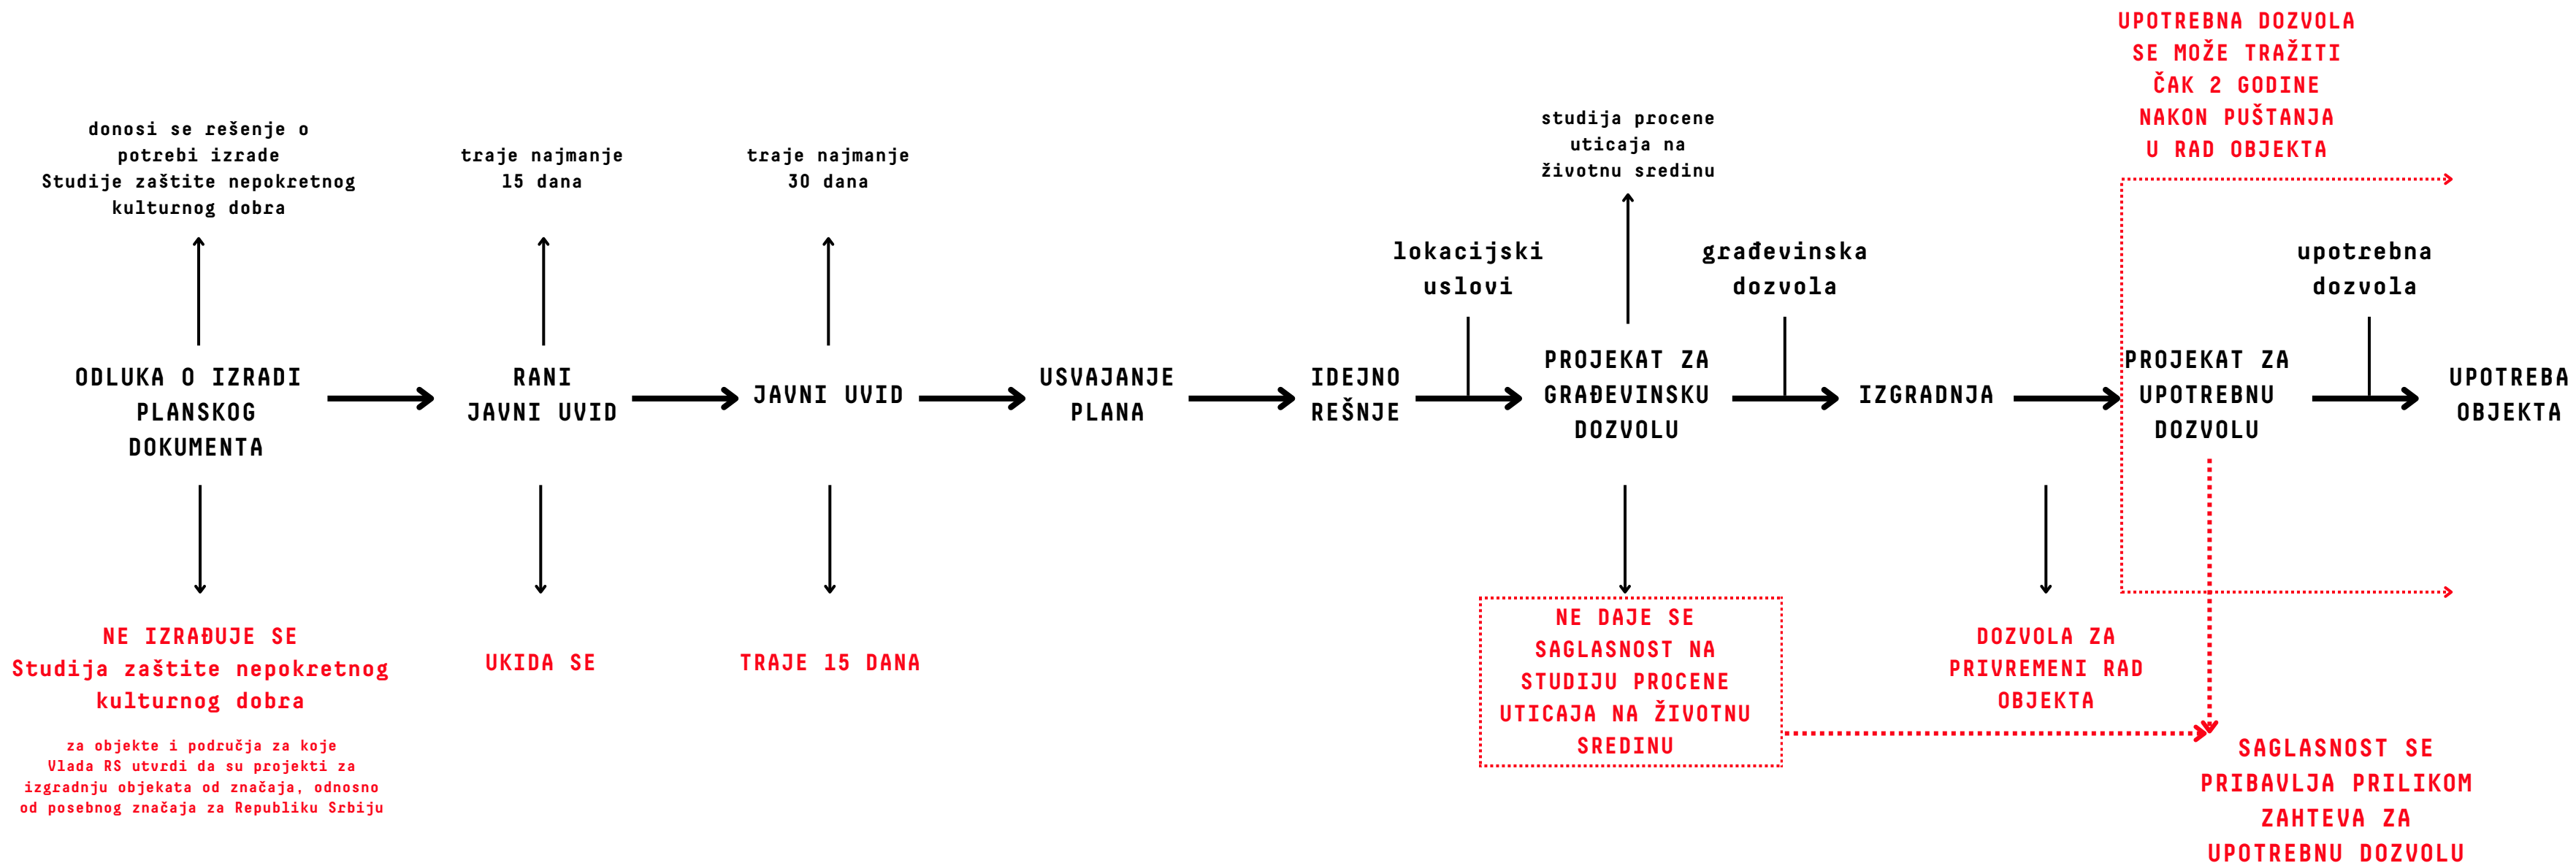 UPOTREBNA DOZVOLA
SE MOŽE TRAŽITI
ČAK 2 GODINE
NAKON PUŠTANJA
U RAD OBJEKTA
donosi se rešenje o
potrebi izrade
Studije zaštite nepokretnog
kulturnog dobra
traje najmanje
15 dana
traje najmanje
30 dana
studija procene
uticaja na
životnu sredinu
lokacijski
uslovi
građevinska
dozvola
upotrebna
dozvola
ODLUKA O IZRADI
PLANSKOG
DOKUMENTA
RANI
JAVNI UVID
JAVNI UVID
USVAJANJE
PLANA
IDEJNO
REŠNJE
PROJEKAT ZA
GRAĐEVINSKU
DOZVOLU
IZGRADNJA
PROJEKAT ZA
UPOTREBNU
DOZVOLU
UPOTREBA
OBJEKTA
NE IZRAĐUJE SE
Studija zaštite nepokretnog
kulturnog dobra
za objekte i područja za koje
Vlada RS utvrdi da su projekti za
izgradnju objekata od značaja, odnosno
od posebnog značaja za Republiku Srbiju
UKIDA SE
TRAJE 15 DANA
NE DAJE SE
SAGLASNOST NA
STUDIJU PROCENE
UTICAJA NA ŽIVOTNU
SREDINU
DOZVOLA ZA
PRIVREMENI RAD
OBJEKTA
SAGLASNOST SE
PRIBAVLJA PRILIKOM
ZAHTEVA ZA
UPOTREBNU DOZVOLU